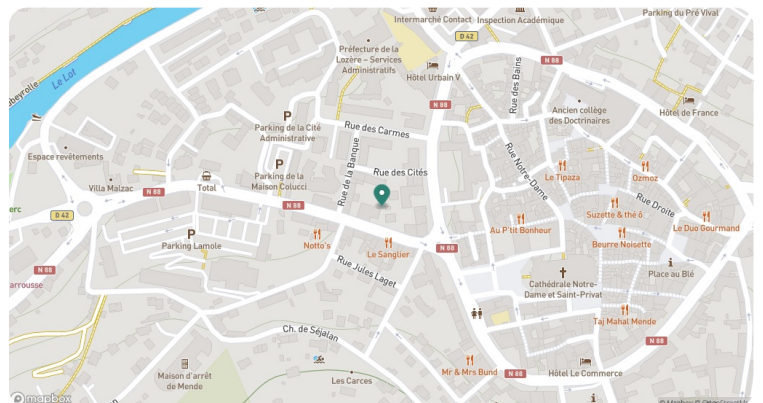 Intermarché Contact
Inspection Académique
Parking du Pré Vival
D 42
Préfecture de la
Lozère – Services
Administratifs
N 88
Hôtel Urbain V
Rue des Bains
Le Lot
N 88
Ancien collège
des Doctrinaires
Hôtel de France
Parking de la Cité
Administrative
Rue des Carmes
Espace revêtements
Rue de la Banque
Rue des Cités
Rue Notre-Dame
Le Tipaza
Ozmoz
Parking de la
Maison Colucci
Villa Malzac
Total
N 88
Suzette & thé ô
Rue Droite
D 42
N 88
Au P'tit Bonheur
Le Duo Gourmand
Parking Lamole
Notto's
Le Sanglier
N 88
Beurre Noisette
N 88
Rue Jules Laget
Place au Blé
Cathédrale Notre-
Dame et Saint-Privat
Taj Mahal Mende
Ch. de Séjalan
N 88
Maison d'arrêt
de Mende
Les Carces
Mr & Mrs Bund
N 88
Hôtel Le Commerce
mapbox